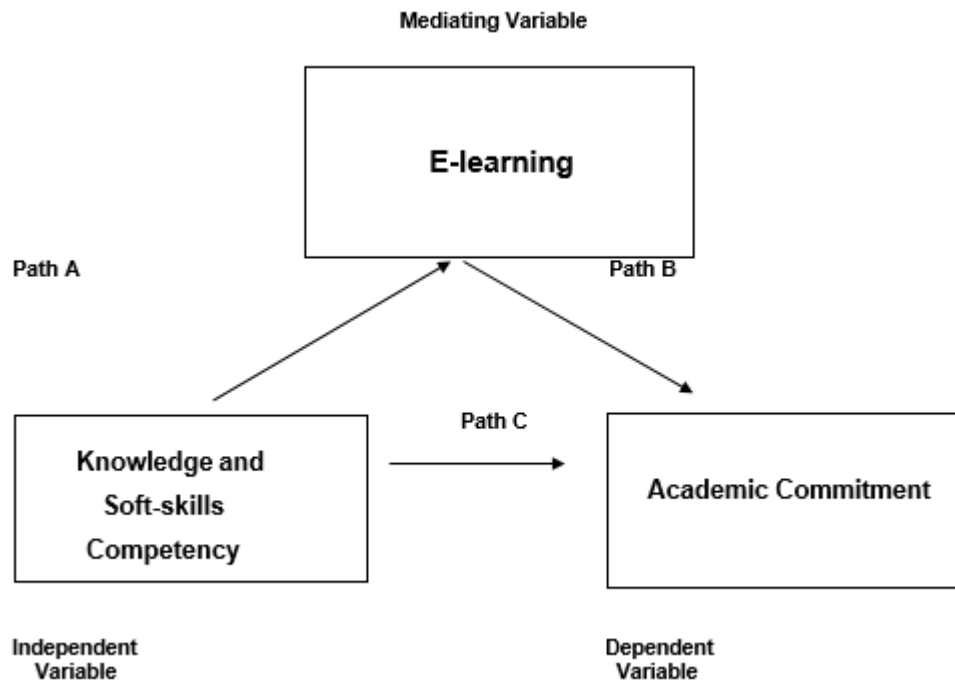 Mediating Variable
E-learning
Path A
Path B
Path C
Knowledge and
Soft-skills
Competency
Academic Commitment
Independent
Variable
Dependent
Variable